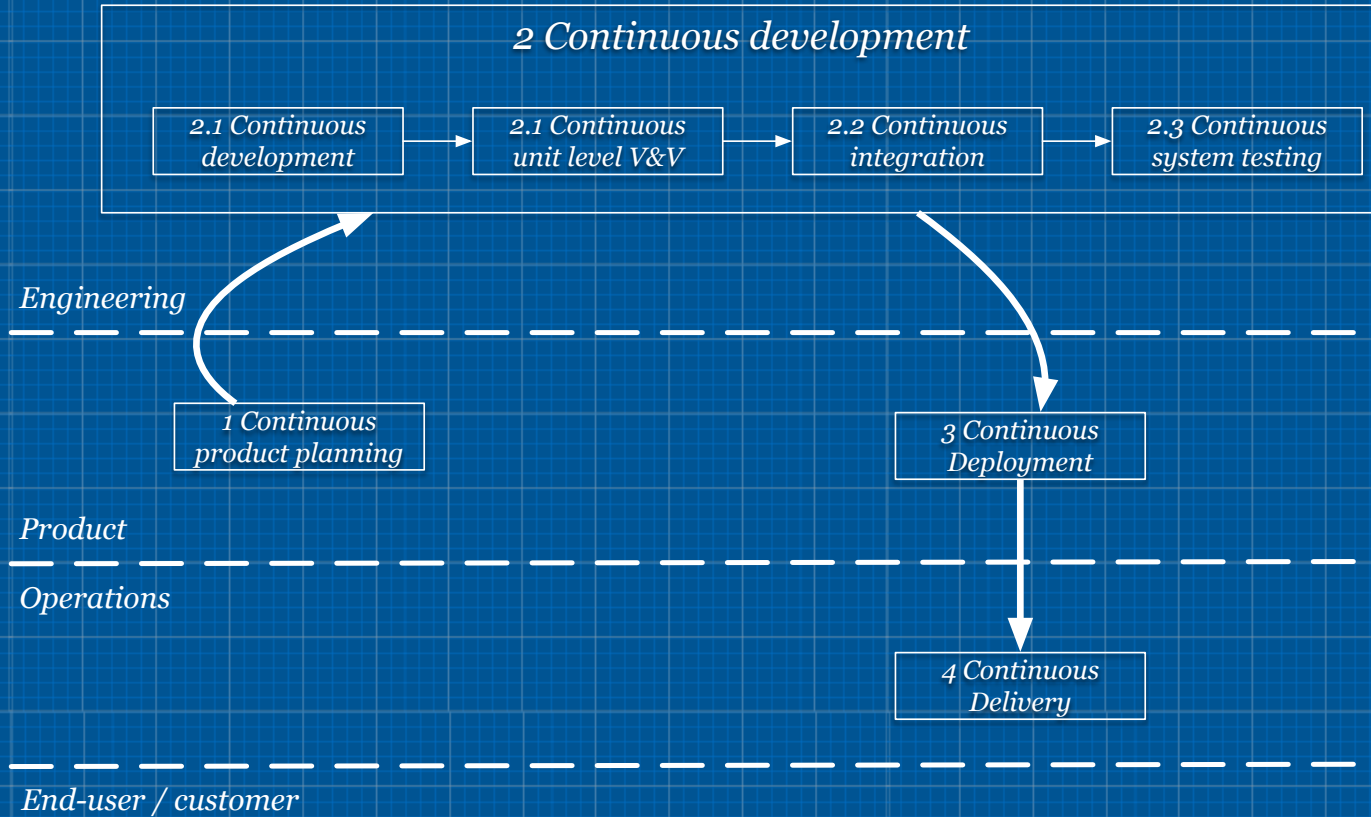 2 Continuous development
2.1 Continuous
development
2.1 Continuous
unit level V&V
2.2 Continuous
integration
2.3 Continuous
system testing
Engineering
1 Continuous
product planning
3 Continuous
Deployment
Product
Operations
4 Continuous
Delivery
End-user / customer